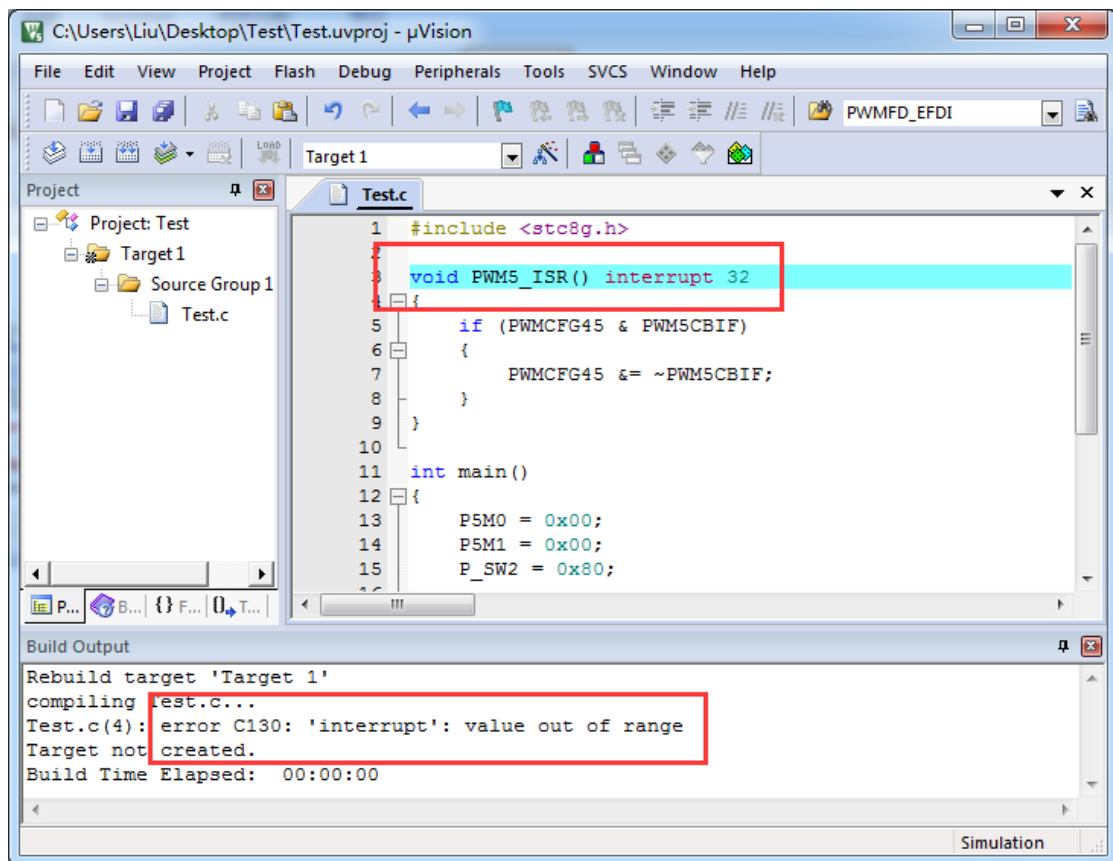 C:\Users\Liu\Desktop\Test\Test.uvproj - µVision
File Edit View Project Flash Debug Peripherals Tools SVCS Window Help
PWMFD_EFDI
LOAD Target 1
Project
Test.c
Project: Test
Target 1
Source Group 1
Test.c
1 #include <stc8g.h>
2
3 void PWM5_ISR() interrupt 32
4 {
5 if (PWMCFG45 & PWM5CBIF)
6 {
7 PWMCFG45 &= ~PWM5CBIF;
8 }
9 }
10
11 int main()
12 {
13 P5M0 = 0x00;
14 P5M1 = 0x00;
15 P_SW2 = 0x80;
P... B... {} F... 0 T...
Build Output
Rebuild target 'Target 1'
compiling Test.c...
Test.c(4): error C130: 'interrupt': value out of range
Target not created.
Build Time Elapsed: 00:00:00
Simulation